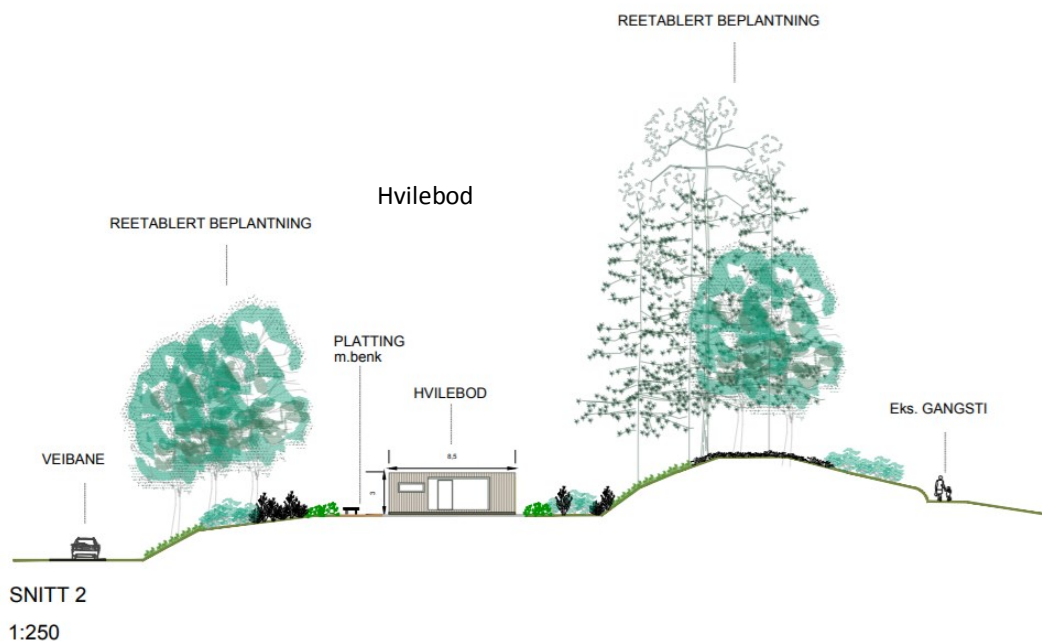 REETABLERT BEPLANTNING
Hvilebod
REETABLERT BEPLANTNING
PLATTING
m.benk
HVILEBOD
Eks. GANGSTI
VEIBANE
8,5
3
SNITT 2
1:250